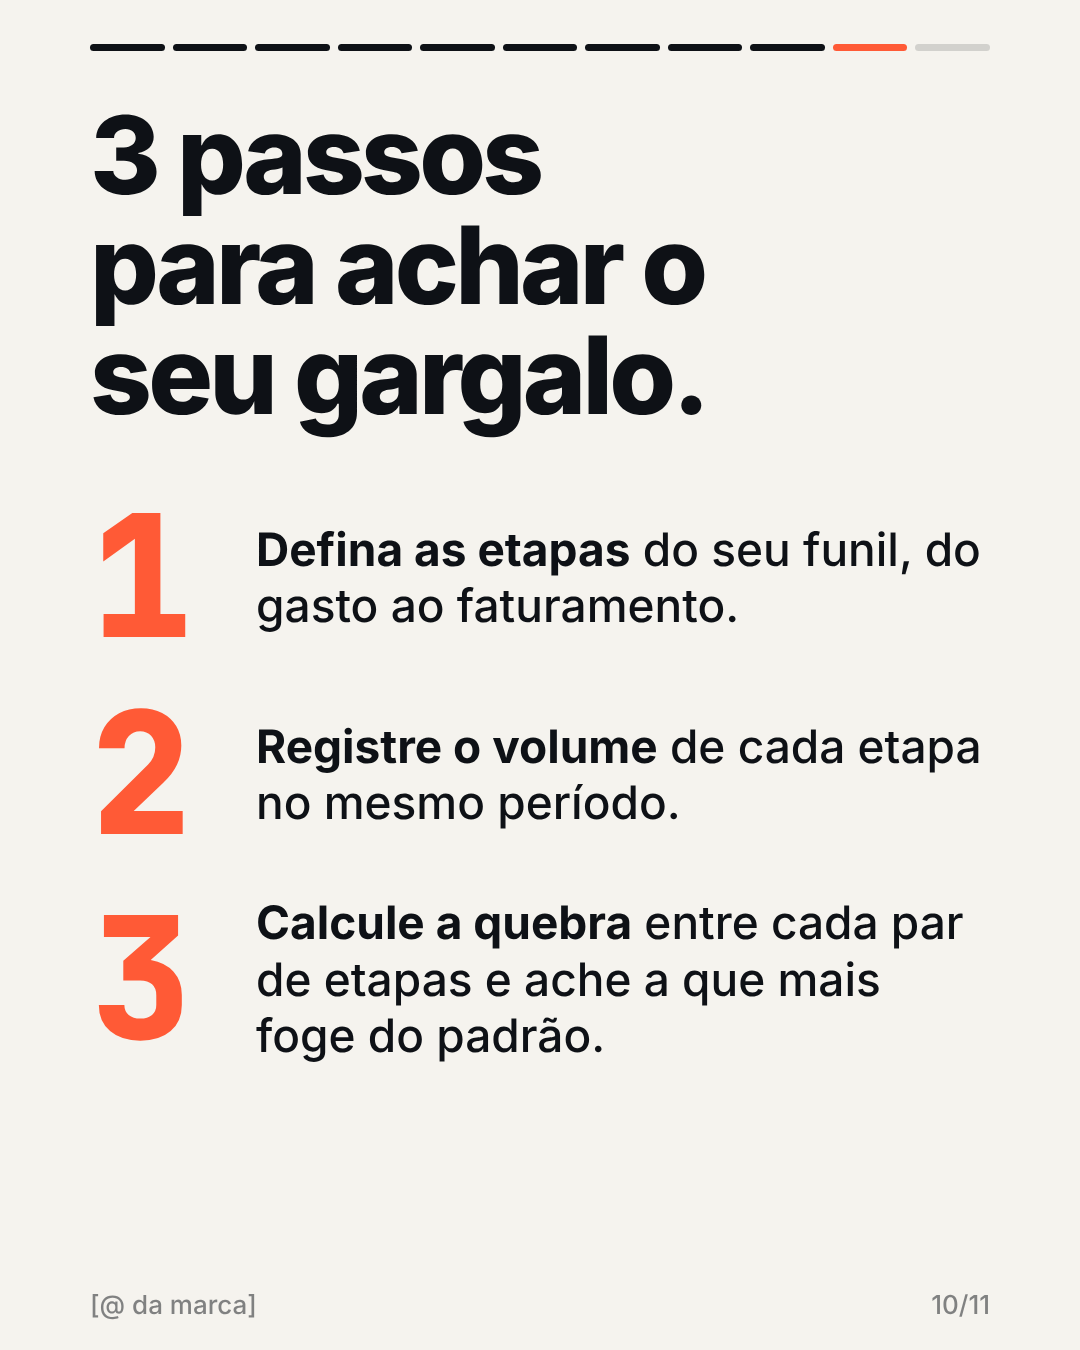 3 passos
para achar o
seu gargalo.
1
Defina as etapas do seu funil, do
gasto ao faturamento.
2
Registre o volume de cada etapa
no mesmo período.
3
Calcule a quebra entre cada par
de etapas e ache a que mais
foge do padrão.
[@ da marca]
10/11